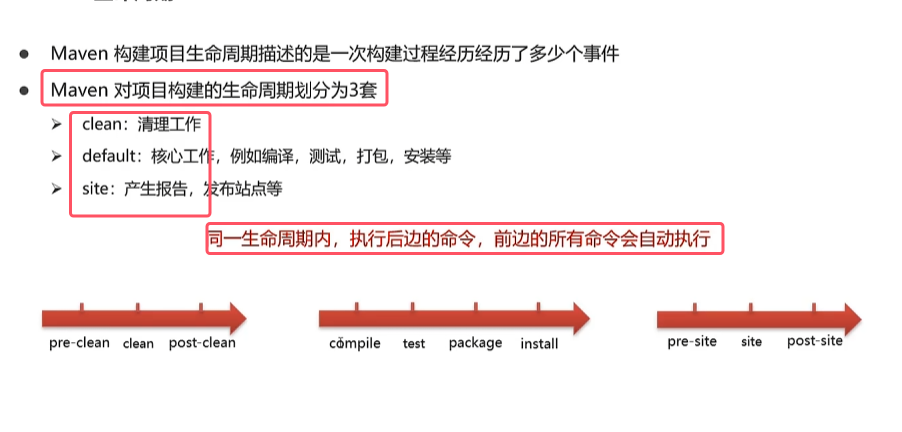 Maven 构建项目生命周期描述的是一次构建过程经历经历了多少个事件
Maven 对项目构建的生命周期划分为3套
clean：清理工作
default：核心工作，例如编译，测试，打包，安装等
site：产生报告，发布站点等
同一生命周期内，执行后边的命令，前边的所有命令会自动执行
pre-clean clean post-clean
compile test package install
pre-site site post-site